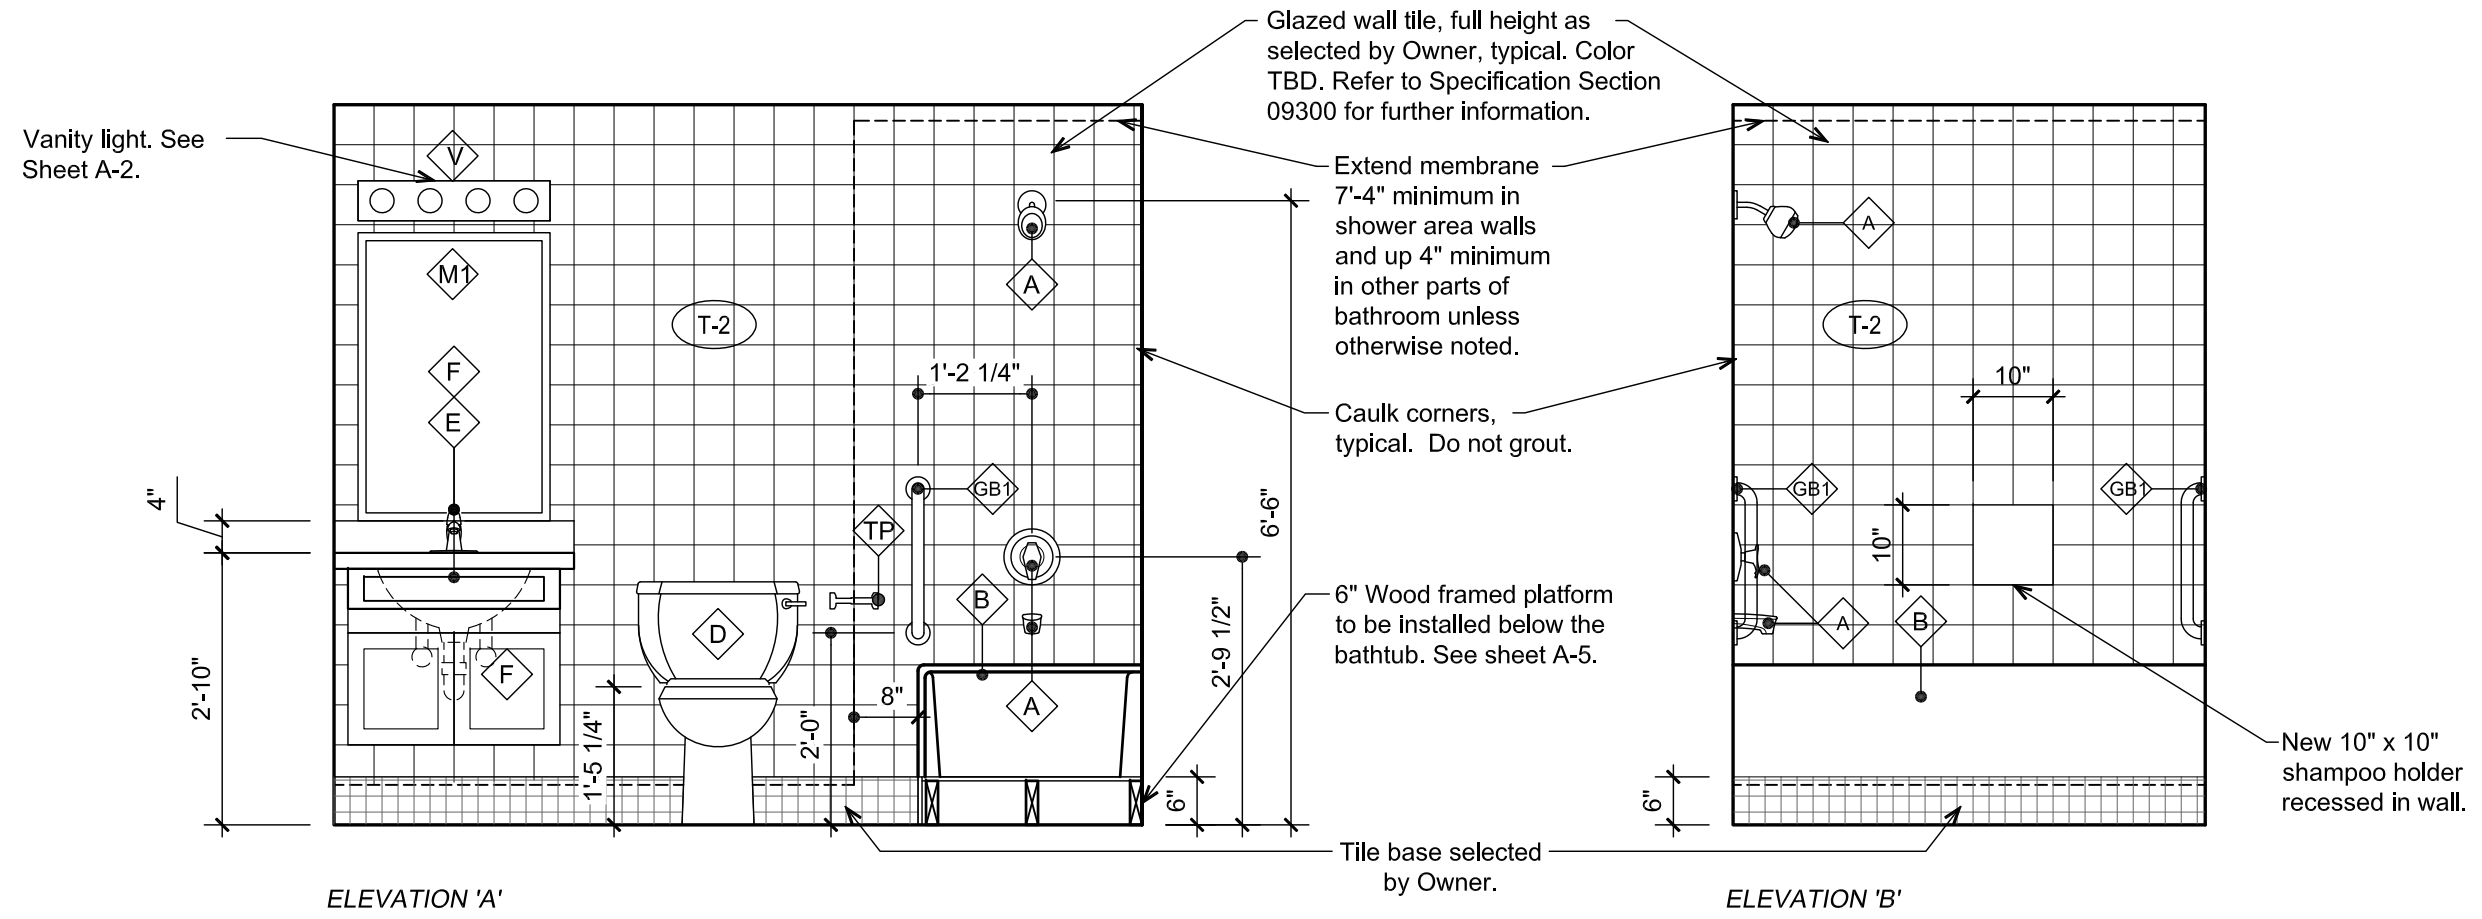 Glazed wall tile, full height as
selected by Owner, typical. Color
TBD. Refer to Specification Section
09300 for further information.
Vanity light. See
Sheet A-2.
V
Extend membrane
7'-4" minimum in
shower area walls
and up 4" minimum
in other parts of
bathroom unless
otherwise noted.
M1
A
A
T-2
T-2
F
E
1'-2 1/4"
10"
Caulk corners,
typical. Do not grout.
4"
GB1
GB1
GB1
TP
6'-6"
10"
6" Wood framed platform
to be installed below the
bathtub. See sheet A-5.
B
D
A
B
2'-9 1/2"
F
2'-10"
8"
A
1'-5 1/4"
2'-0"
6"
6"
New 10" x 10"
shampoo holder
recessed in wall.
Tile base selected
by Owner.
ELEVATION 'A'
ELEVATION 'B'